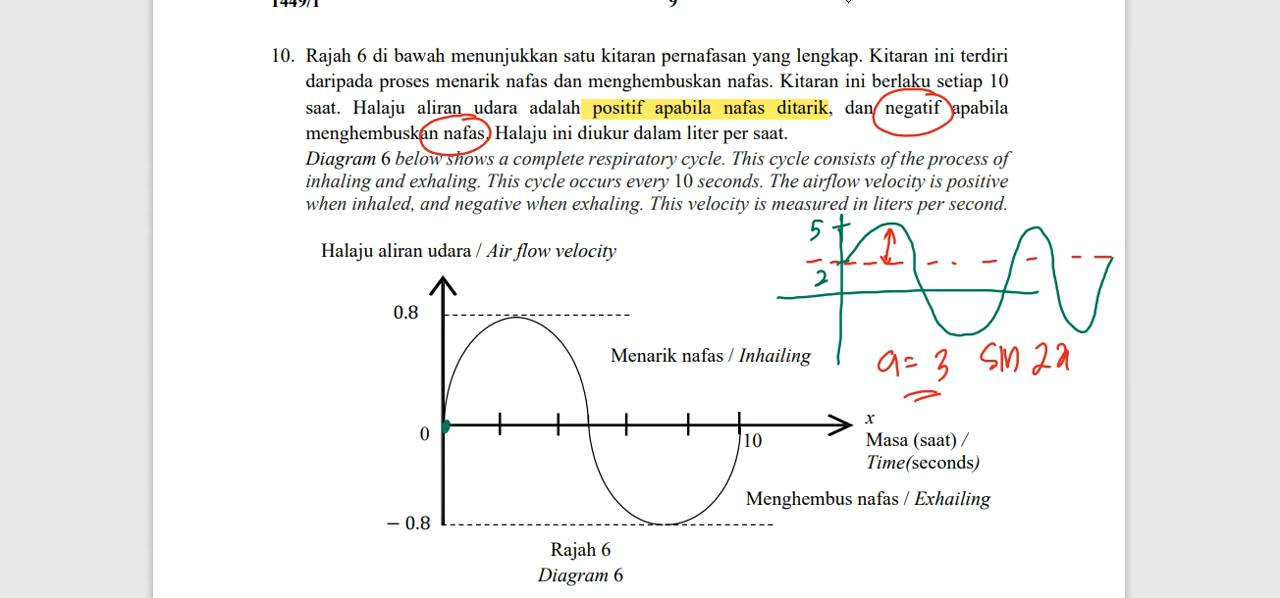 1449/1
9
10. Rajah 6 di bawah menunjukkan satu kitaran pernafasan yang lengkap. Kitaran ini terdiri
daripada proses menarik nafas dan menghembuskan nafas. Kitaran ini berlaku setiap 10
saat. Halaju aliran udara adalah positif apabila nafas ditarik, dan negatif apabila
menghembuskan nafas. Halaju ini diukur dalam liter per saat.
Diagram 6 below shows a complete respiratory cycle. This cycle consists of the process of
inhaling and exhaling. This cycle occurs every 10 seconds. The airflow velocity is positive
when inhaled, and negative when exhaling. This velocity is measured in liters per second.
5
2
a= 3 sin 2x
Halaju aliran udara / Air flow velocity
0.8
Menarik nafas / Inhailing
0
10
x
Masa (saat) /
Time(seconds)
Menghembus nafas / Exhailing
– 0.8
Rajah 6
Diagram 6